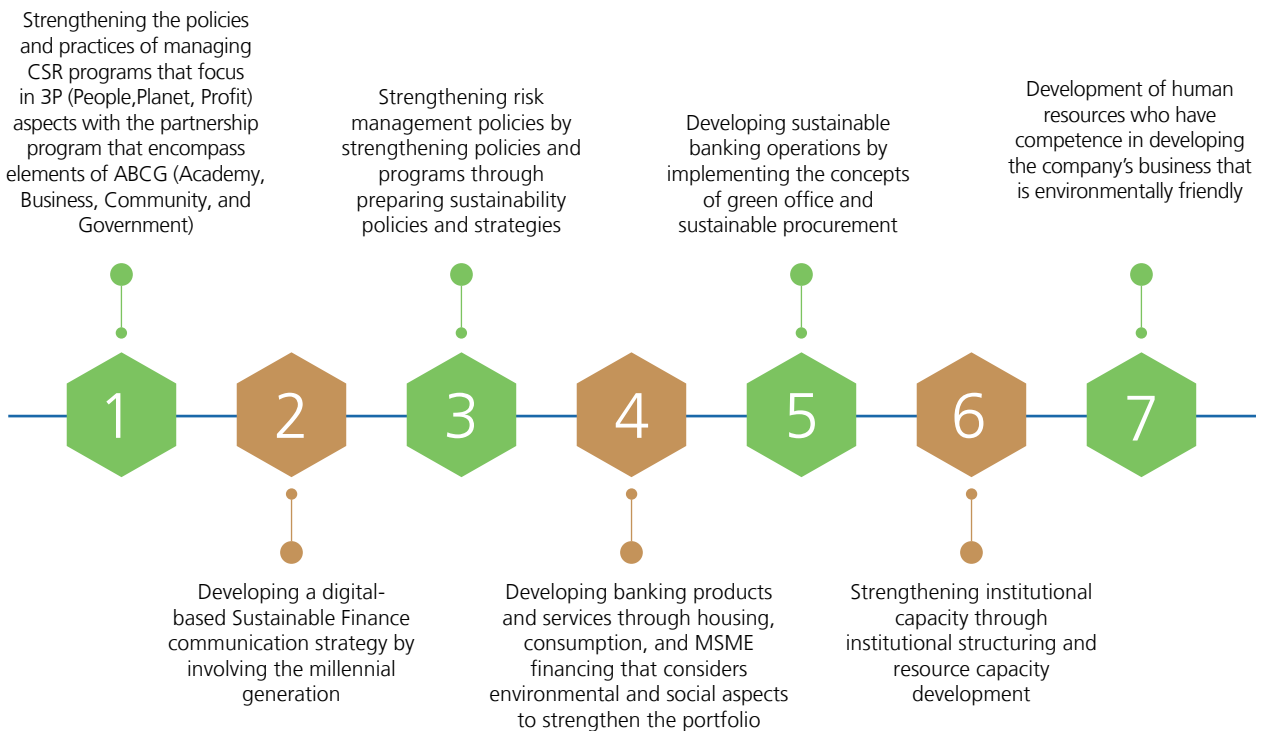 Strengthening the policies
and practices of managing
CSR programs that focus
in 3P (People,Planet, Profit)
aspects with the partnership
program that encompass
elements of ABCG (Academy,
Business, Community, and
Government)
Strengthening risk
management policies by
strengthening policies and
programs through
preparing sustainability
policies and strategies
Developing sustainable
banking operations by
implementing the concepts
of green office and
sustainable procurement
Development of human
resources who have
competence in developing
the company's business that
is environmentally friendly
1
2
3
4
5
6
7
Developing a digital-
based Sustainable Finance
communication strategy by
involving the millennial
generation
Developing banking products
and services through housing,
consumption, and MSME
financing that considers
environmental and social aspects
to strengthen the portfolio
Strengthening institutional
capacity through
institutional structuring and
resource capacity
development